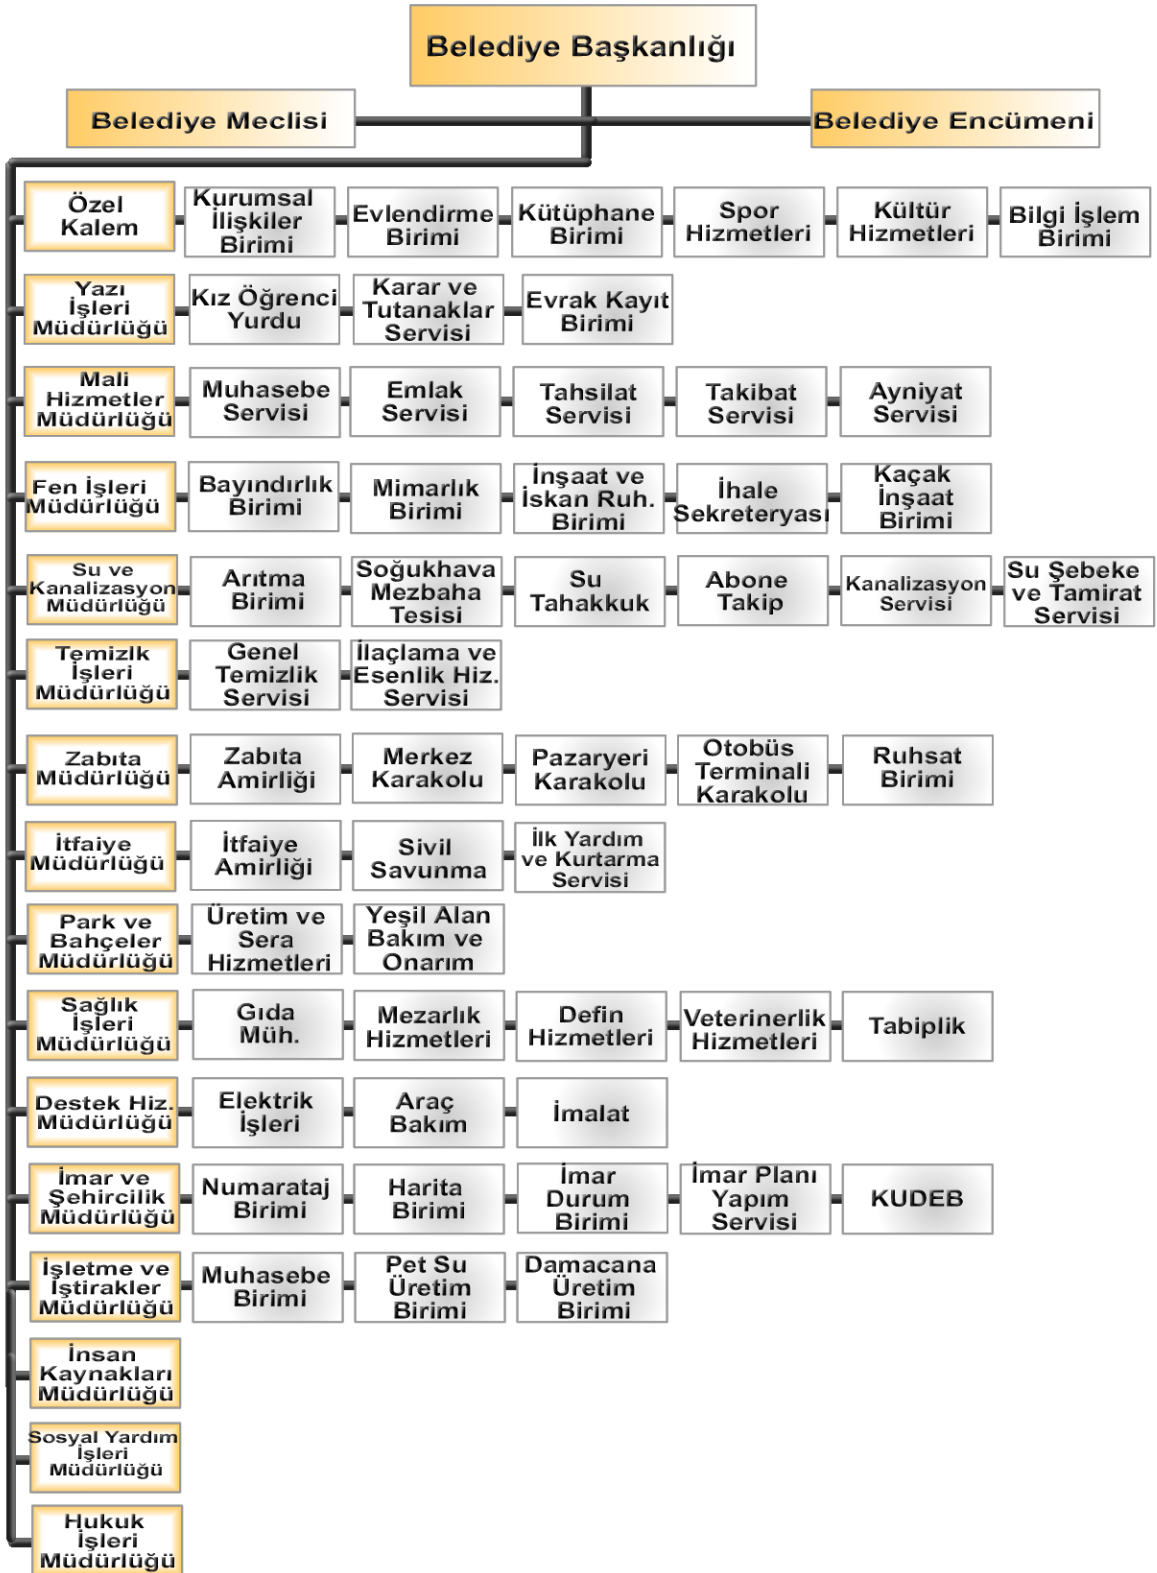 Belediye Başkanlığı
Belediye Meclisi
Belediye Encümeni
Özel
Kalem
Kurumsal
İlişkiler
Birimi
Evlendirme
Birimi
Kütüphane
Birimi
Spor
Hizmetleri
Kültür
Hizmetleri
Bilgi İşlem
Birimi
Yazı
İşleri
Müdürlüğü
Kız Öğrenci
Yurdu
Karar ve
Tutanaklar
Servisi
Evrak Kayıt
Birimi
Mali
Hizmetler
Müdürlüğü
Muhasebe
Servisi
Emlak
Servisi
Tahsilat
Servisi
Takibat
Servisi
Ayniyat
Servisi
Fen İşleri
Müdürlüğü
Bayındırlık
Birimi
Mimarlık
Birimi
İnşaat ve
İskan Ruh.
Birimi
İhale
Sekreteryası
Kaçak
İnşaat
Birimi
Su ve
Kanalizasyon
Müdürlüğü
Arıtma
Birimi
Soğukhava
Mezbaha
Tesisi
Su
Tahakkuk
Abone
Takip
Kanalizasyon
Servisi
Su Şebeke
ve Tamirat
Servisi
Temizlk
İşleri
Müdürlüğü
Genel
Temizlik
Servisi
İlaçlama ve
Esenlik Hiz.
Servisi
Zabıta
Müdürlüğü
Zabıta
Amirliği
Merkez
Karakolu
Pazaryeri
Karakolu
Otobüs
Terminali
Karakolu
Ruhsat
Birimi
İtfaiye
Müdürlüğü
İtfaiye
Amirliği
Sivil
Savunma
İlk Yardım
ve Kurtarma
Servisi
Park ve
Bahçeler
Müdürlüğü
Üretim ve
Sera
Hizmetleri
Yeşil Alan
Bakım ve
Onarım
Sağlık
İşleri
Müdürlüğü
Gıda
Müh.
Mezarlık
Hizmetleri
Defin
Hizmetleri
Veterinerlik
Hizmetleri
Tabiplik
Destek Hiz.
Müdürlüğü
Elektrik
İşleri
Araç
Bakım
İmalat
İmar ve
Şehircilik
Müdürlüğü
Numarataj
Birimi
Harita
Birimi
İmar
Durum
Birimi
İmar Planı
Yapım
Servisi
KUDEB
İşletme ve
İştirakler
Müdürlüğü
Muhasebe
Birimi
Pet Su
Üretim
Birimi
Damacana
Üretim
Birimi
İnsan
Kaynakları
Müdürlüğü
Sosyal Yardım
İşleri
Müdürlüğü
Hukuk
İşleri
Müdürlüğü